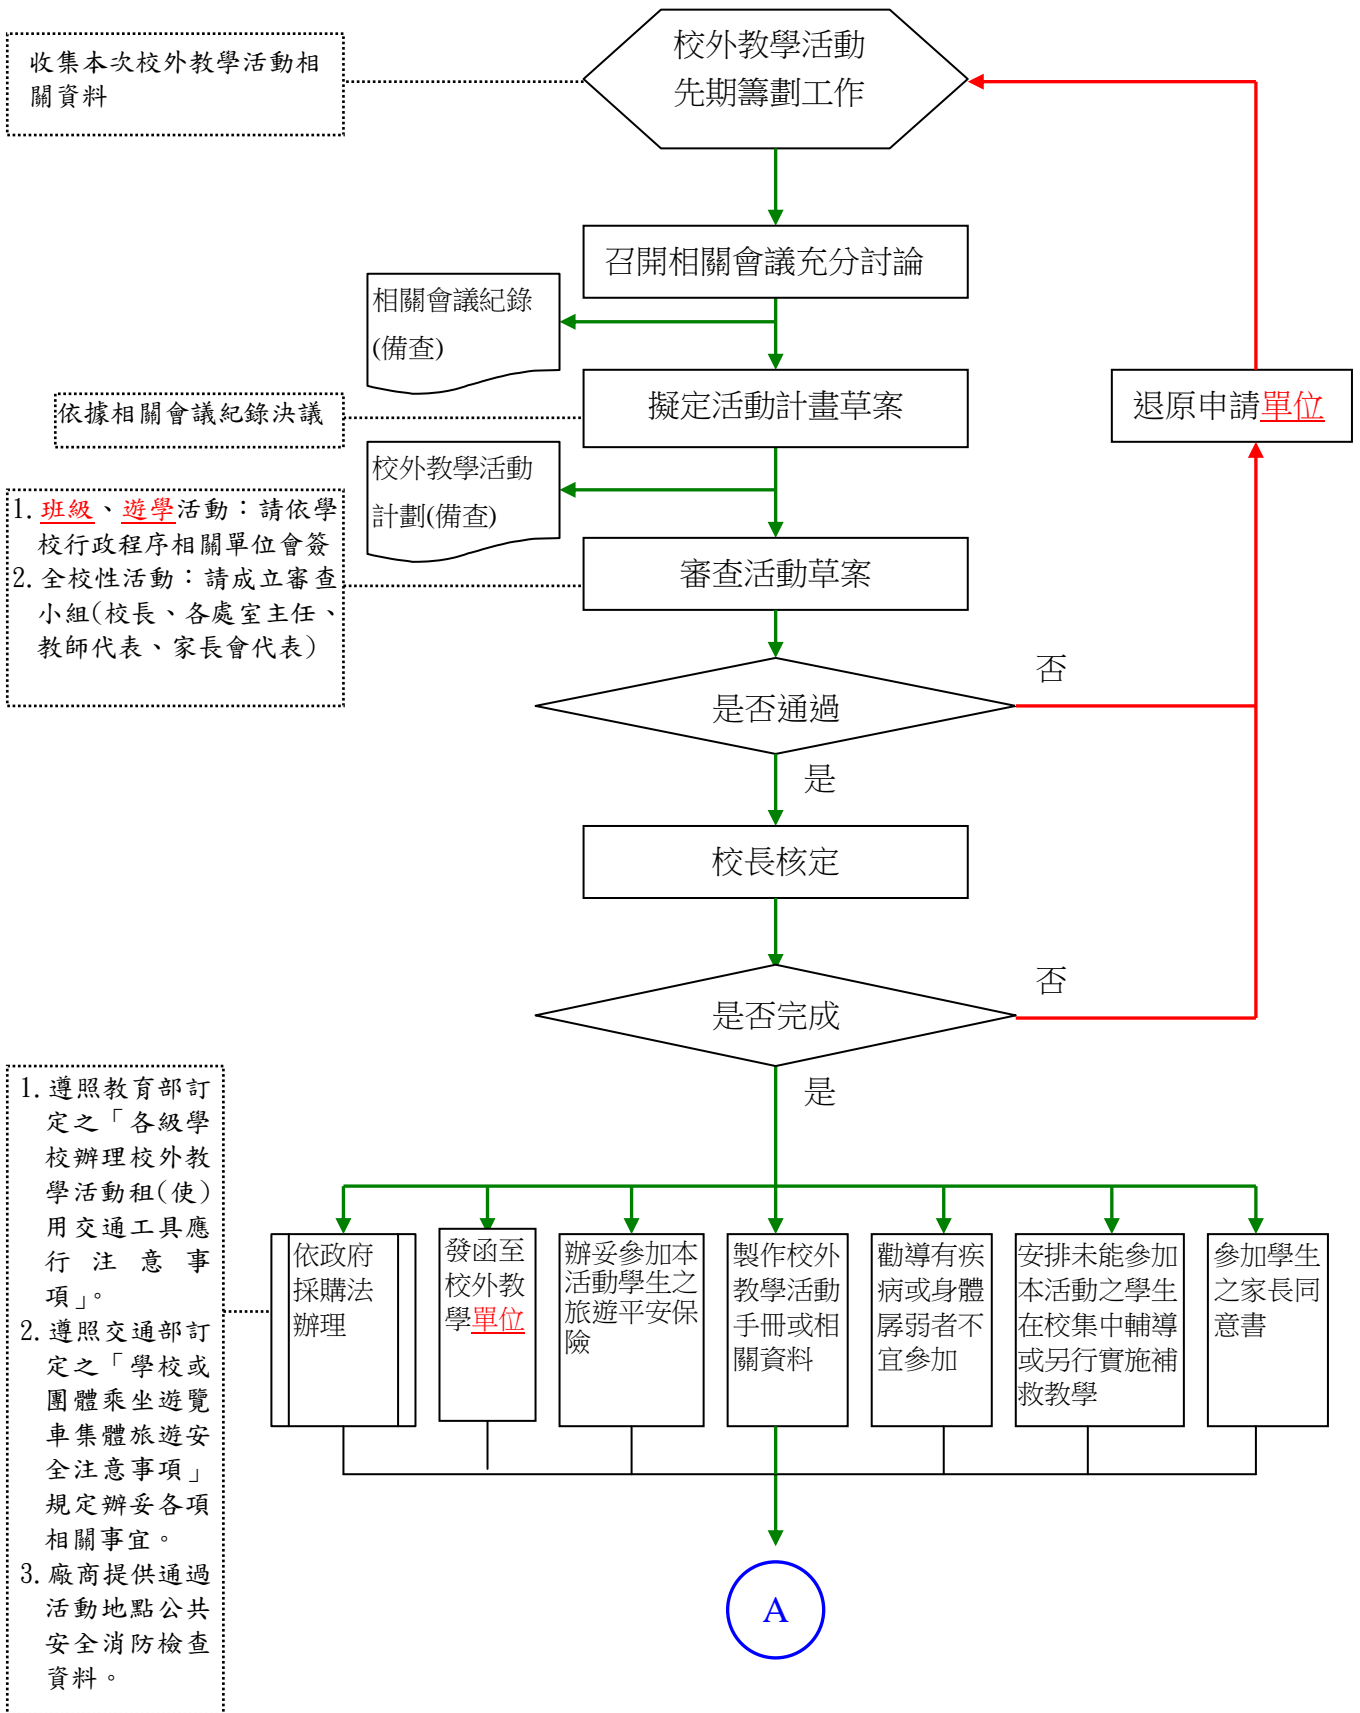 校外教學活動
先期籌劃工作
收集本次校外教學活動相
關資料
召開相關會議充分討論
相關會議紀錄
(備查)
擬定活動計畫草案
依據相關會議紀錄決議
退原申請單位
校外教學活動
計劃(備查)
1. 班級、遊學活動：請依學
校行政程序相關單位會簽
2. 全校性活動：請成立審查
小組(校長、各處室主任、
教師代表、家長會代表)
審查活動草案
是否通過
否
是
校長核定
是否完成
否
是
1. 遵照教育部訂
定之「各級學
校辦理校外教
學活動租(使)
用交通工具應
行注意事
項」。
2. 遵照交通部訂
定之「學校或
團體乘坐遊覽
車集體旅遊安
全注意事項」
規定辦妥各項
相關事宜。
3. 廠商提供通過
活動地點公共
安全消防檢查
資料。
依政府
採購法
辦理
發函至
校外教
學單位
辦妥參加本
活動學生之
旅遊平安保
險
製作校外
教學活動
手冊或相
關資料
勸導有疾
病或身體
孱弱者不
宜參加
安排未能參加
本活動之學生
在校集中輔導
或另行實施補
救教學
參加學生
之家長同
意書
A